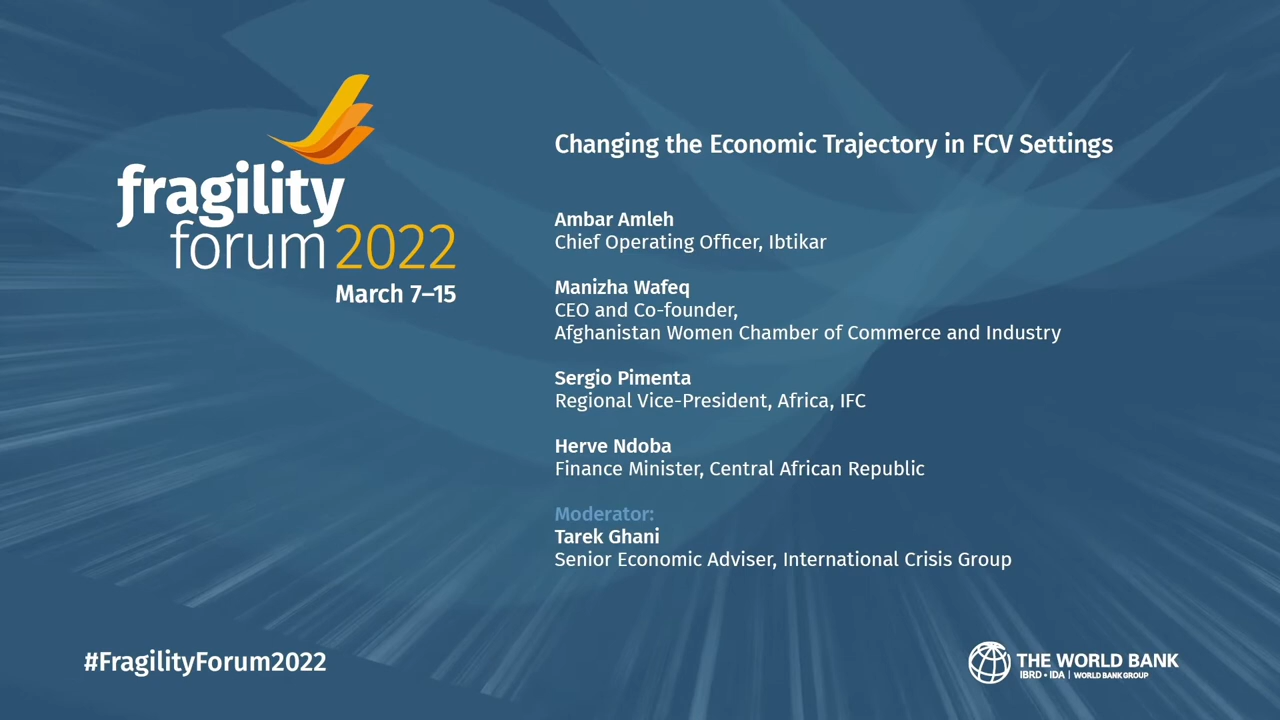 fragility
forum 2022
March 7–15
Changing the Economic Trajectory in FCV Settings
Ambar Amleh
Chief Operating Officer, Ibtikar
Manizha Wafeq
CEO and Co-founder,
Afghanistan Women Chamber of Commerce and Industry
Sergio Pimenta
Regional Vice-President, Africa, IFC
Herve Ndoba
Finance Minister, Central African Republic
Moderator:
Tarek Ghani
Senior Economic Adviser, International Crisis Group
#FragilityForum2022
THE WORLD BANK
IBRD • IDA | WORLD BANK GROUP